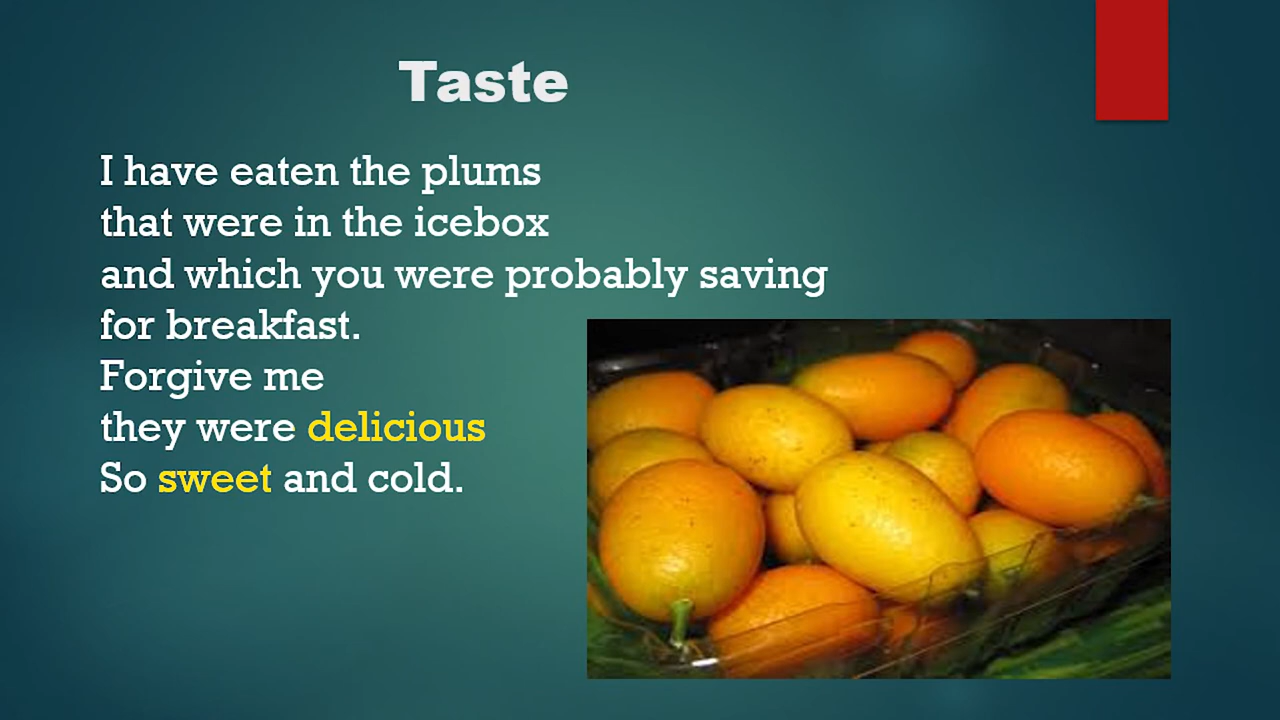 Taste
I have eaten the plums
that were in the icebox
and which you were probably saving
for breakfast.
Forgive me
they were delicious
So sweet and cold.